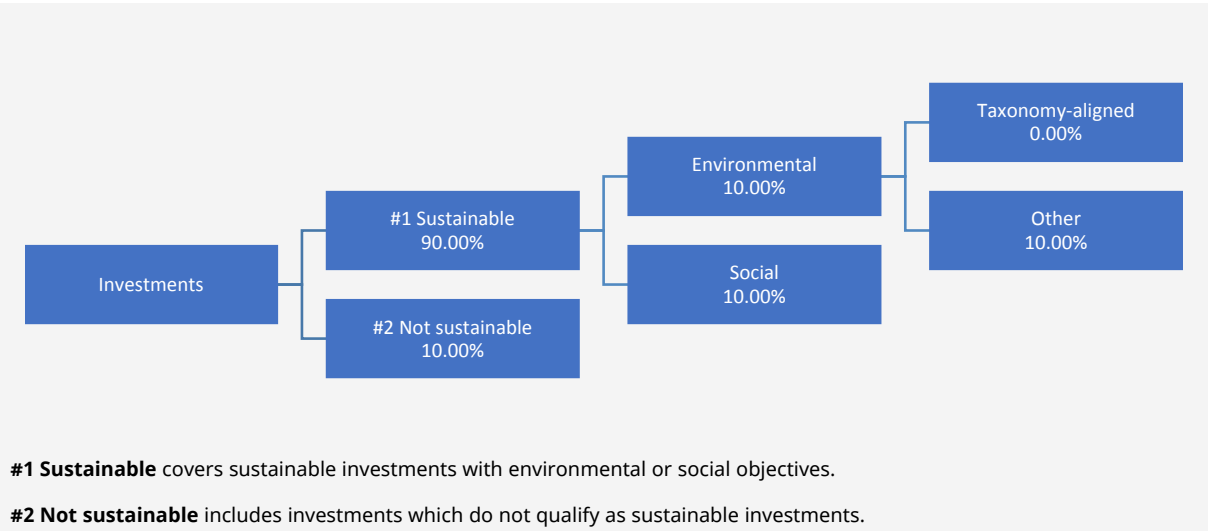 Investments
#1 Sustainable
90.00%
#2 Not sustainable
10.00%
Environmental
10.00%
Social
10.00%
Taxonomy-aligned
0.00%
Other
10.00%
#1 Sustainable covers sustainable investments with environmental or social objectives.
#2 Not sustainable includes investments which do not qualify as sustainable investments.